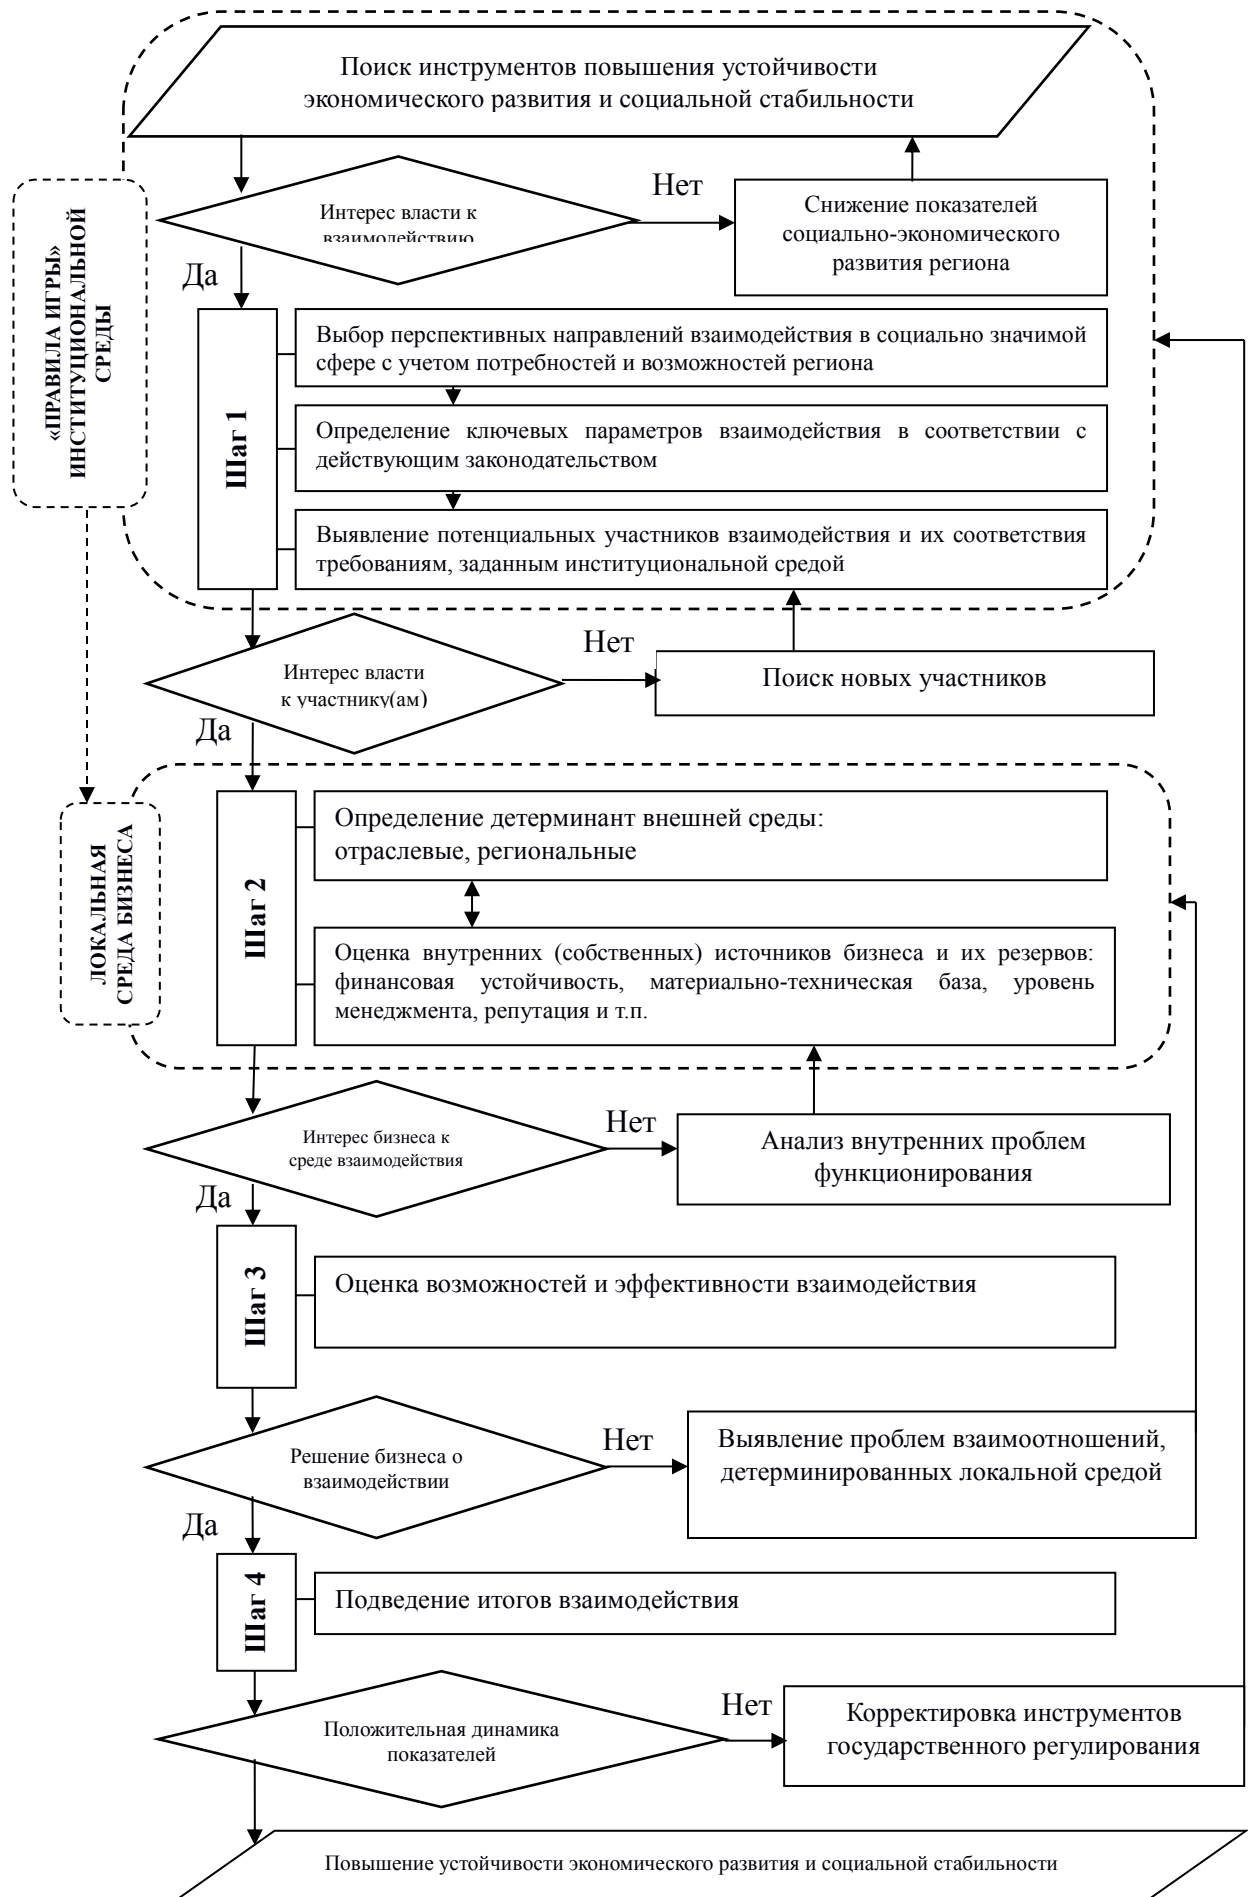 Поиск инструментов повышения устойчивости
экономического развития и социальной стабильности
Интерес власти к
взаимодействию
Нет
Снижение показателей
социально-экономического
развития региона
Да
«ПРАВИЛА ИГРЫ»
ИНСТИТУЦИОНАЛЬНОЙ
СРЕДЫ
Шаг 1
Выбор перспективных направлений взаимодействия в социально значимой
сфере с учетом потребностей и возможностей региона
Определение ключевых параметров взаимодействия в соответствии с
действующим законодательством
Выявление потенциальных участников взаимодействия и их соответствия
требованиям, заданным институциональной средой
Интерес власти
к участнику(ам)
Нет
Поиск новых участников
Да
ЛОКАЛЬНАЯ
СРЕДА БИЗНЕСА
Шаг 2
Определение детерминант внешней среды:
отраслевые, региональные
Оценка внутренних (собственных) источников бизнеса и их резервов:
финансовая устойчивость, материально-техническая база, уровень
менеджмента, репутация и т.п.
Интерес бизнеса к
среде взаимодействия
Нет
Анализ внутренних проблем
функционирования
Да
Шаг 3
Оценка возможностей и эффективности взаимодействия
Решение бизнеса о
взаимодействии
Нет
Выявление проблем взаимоотношений,
детерминированных локальной средой
Да
Шаг 4
Подведение итогов взаимодействия
Положительная динамика
показателей
Нет
Корректировка инструментов
государственного регулирования
Повышение устойчивости экономического развития и социальной стабильности